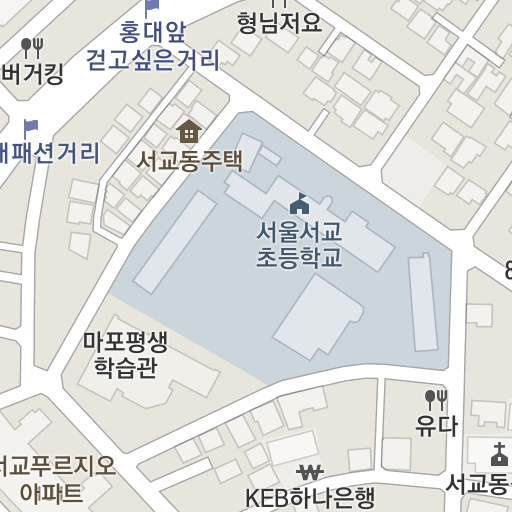 형님저요
홍대앞
걷고싶은거리
버거킹
패션거리
서교동주택
서울서교
초등학교
마포평생
학습관
유다
서교푸르지오
아파트
KEB하나은행
서교동